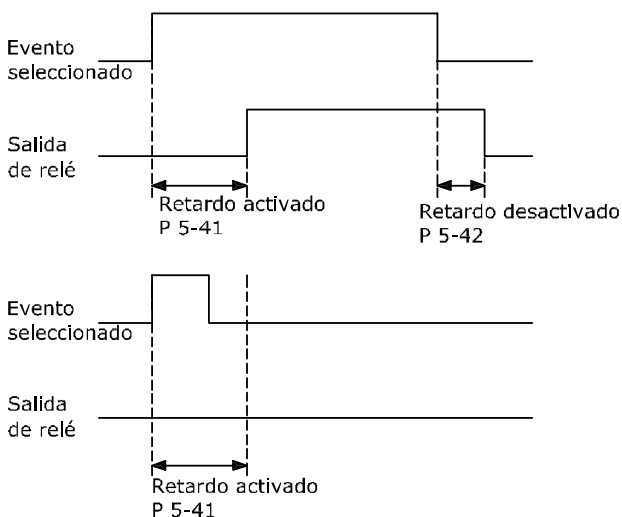 Evento
seleccionado
Salida
de relé
Retardo activado
P 5-41
Retardo desactivado
P 5-42
Evento
seleccionado
Salida
de relé
Retardo activado
P 5-41